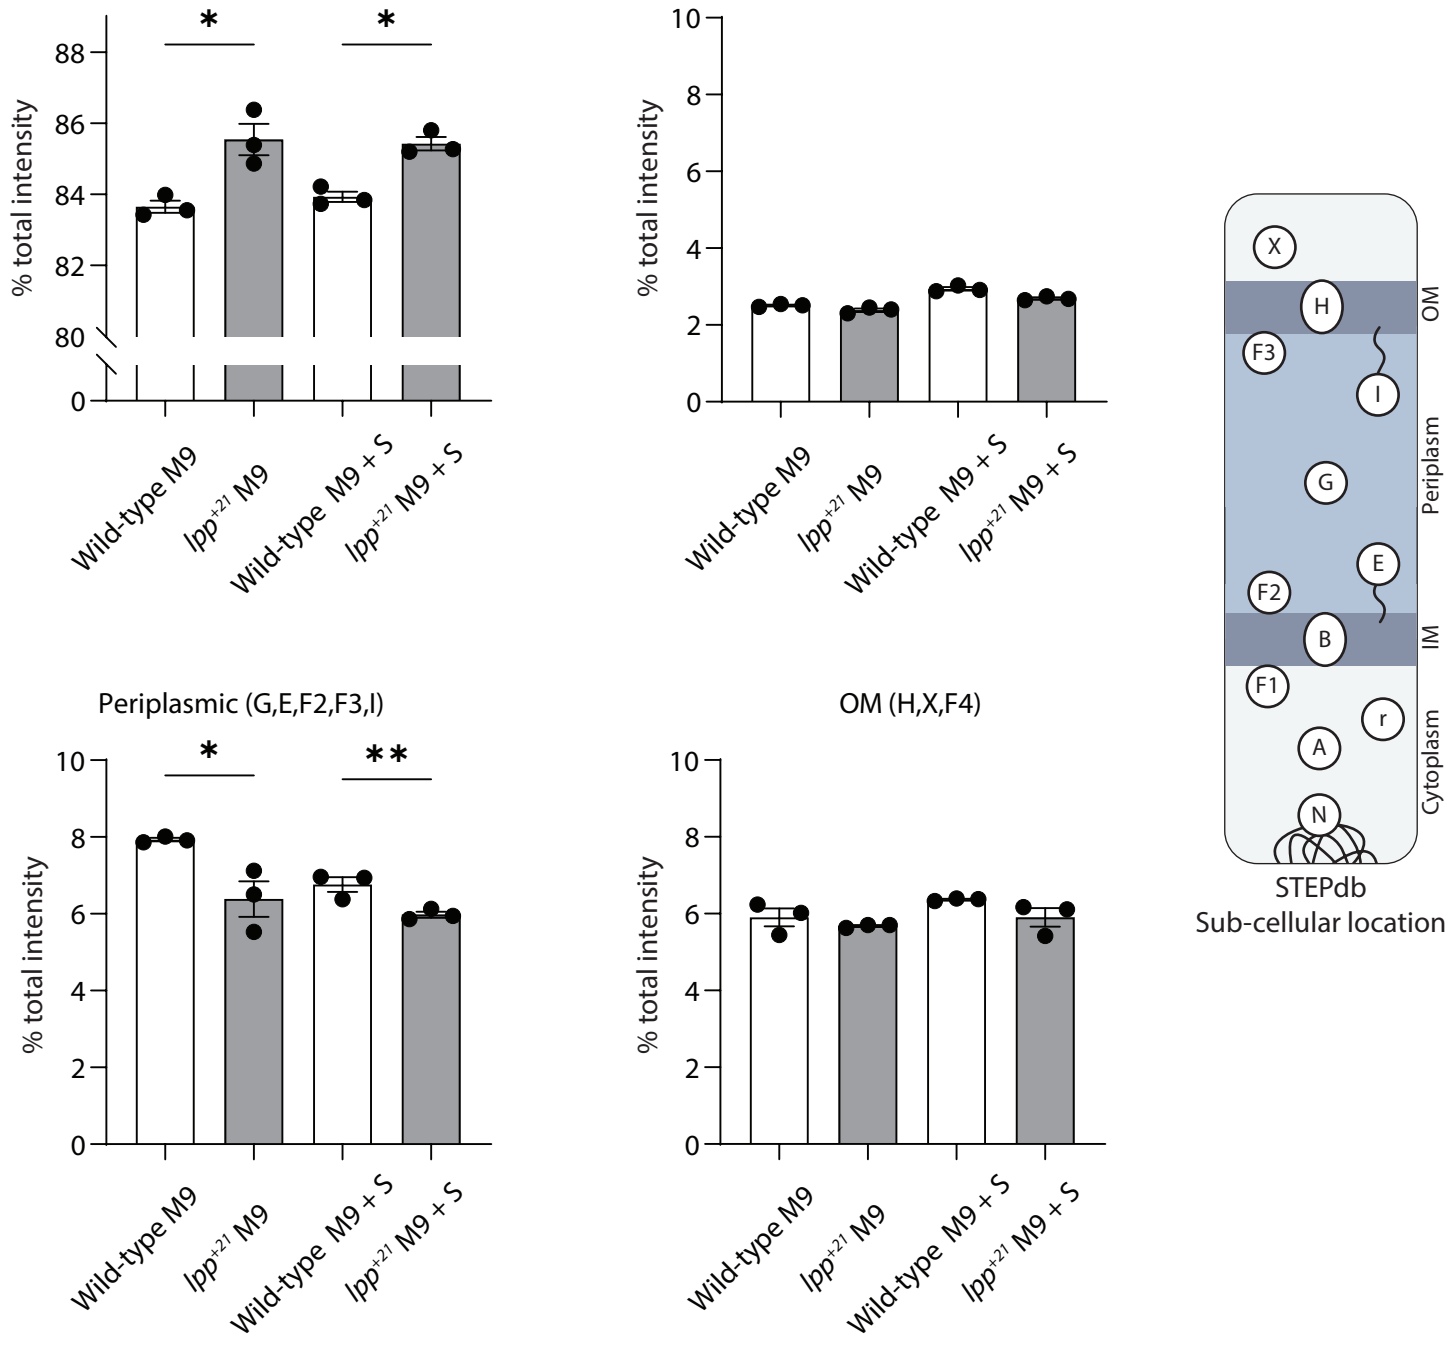 *
*
88
86
84
82
80
0
% total intensity
Wild-type M9
lpp+21 M9
Wild-type M9 + S
lpp+21 M9 + S
10
8
6
4
2
0
% total intensity
Wild-type M9
lpp+21 M9
Wild-type M9 + S
lpp+21 M9 + S
X
H
F3
I
G
E
F2
B
F1
r
A
N
OM
Periplasm
IM
Cytoplasm
STEPdb
Sub-cellular location
Periplasmic (G,E,F2,F3,I)
*
**
10
8
6
4
2
0
% total intensity
Wild-type M9
lpp+21 M9
Wild-type M9 + S
lpp+21 M9 + S
OM (H,X,F4)
10
8
6
4
2
0
% total intensity
Wild-type M9
lpp+21 M9
Wild-type M9 + S
lpp+21 M9 + S